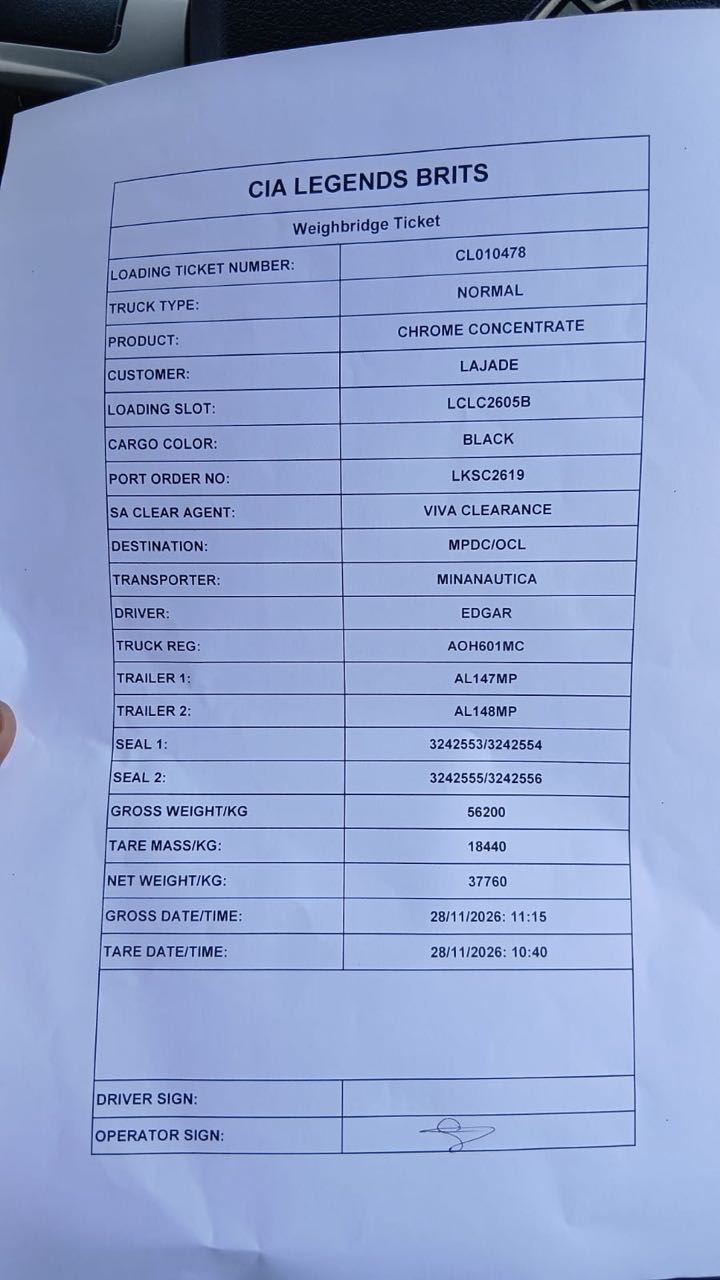 CIA LEGENDS BRITS
Weighbridge Ticket
LOADING TICKET NUMBER: CL010478
TRUCK TYPE: NORMAL
PRODUCT: CHROME CONCENTRATE
CUSTOMER: LAJADE
LOADING SLOT: LCLC2605B
CARGO COLOR: BLACK
PORT ORDER NO: LKSC2619
SA CLEAR AGENT: VIVA CLEARANCE
DESTINATION: MPDC/OCL
TRANSPORTER: MINANAUTICA
DRIVER: EDGAR
TRUCK REG: AOH601MC
TRAILER 1: AL147MP
TRAILER 2: AL148MP
SEAL 1: 3242553/3242554
SEAL 2: 3242555/3242556
GROSS WEIGHT/KG 56200
TARE MASS/KG: 18440
NET WEIGHT/KG: 37760
GROSS DATE/TIME: 28/11/2026: 11:15
TARE DATE/TIME: 28/11/2026: 10:40
DRIVER SIGN:
OPERATOR SIGN: